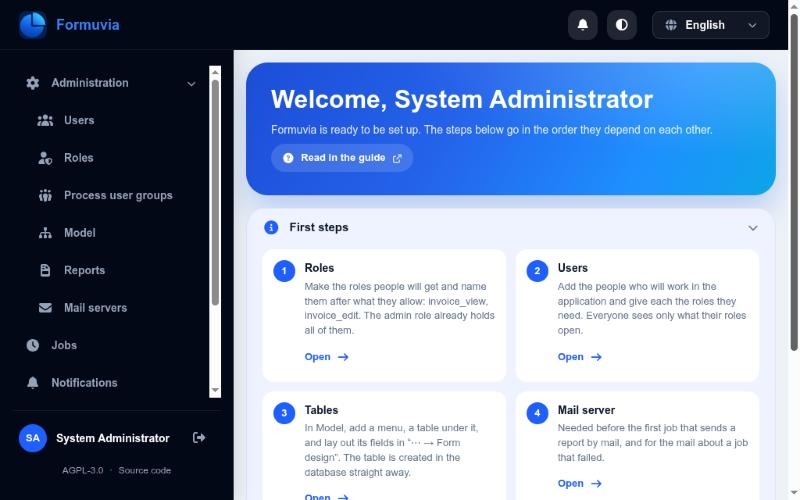 Formuvia
English
Administration
Users
Roles
Process user groups
Model
Reports
Mail servers
Jobs
Notifications
SA
System Administrator
AGPL-3.0 · Source code
Welcome, System Administrator
Formuvia is ready to be set up. The steps below go in the order they depend on each other.
Read in the guide
First steps
1
Roles
Make the roles people will get and name
them after what they allow: invoice_view,
invoice_edit. The admin role already holds
all of them.
Open →
2
Users
Add the people who will work in the
application and give each the roles they
need. Everyone sees only what their roles
open.
Open →
3
Tables
In Model, add a menu, a table under it,
and lay out its fields in “⋯ → Form
design”. The table is created in the
database straight away.
Open →
4
Mail server
Needed before the first job that sends a
report by mail, and for the mail about a job
that failed.
Open →